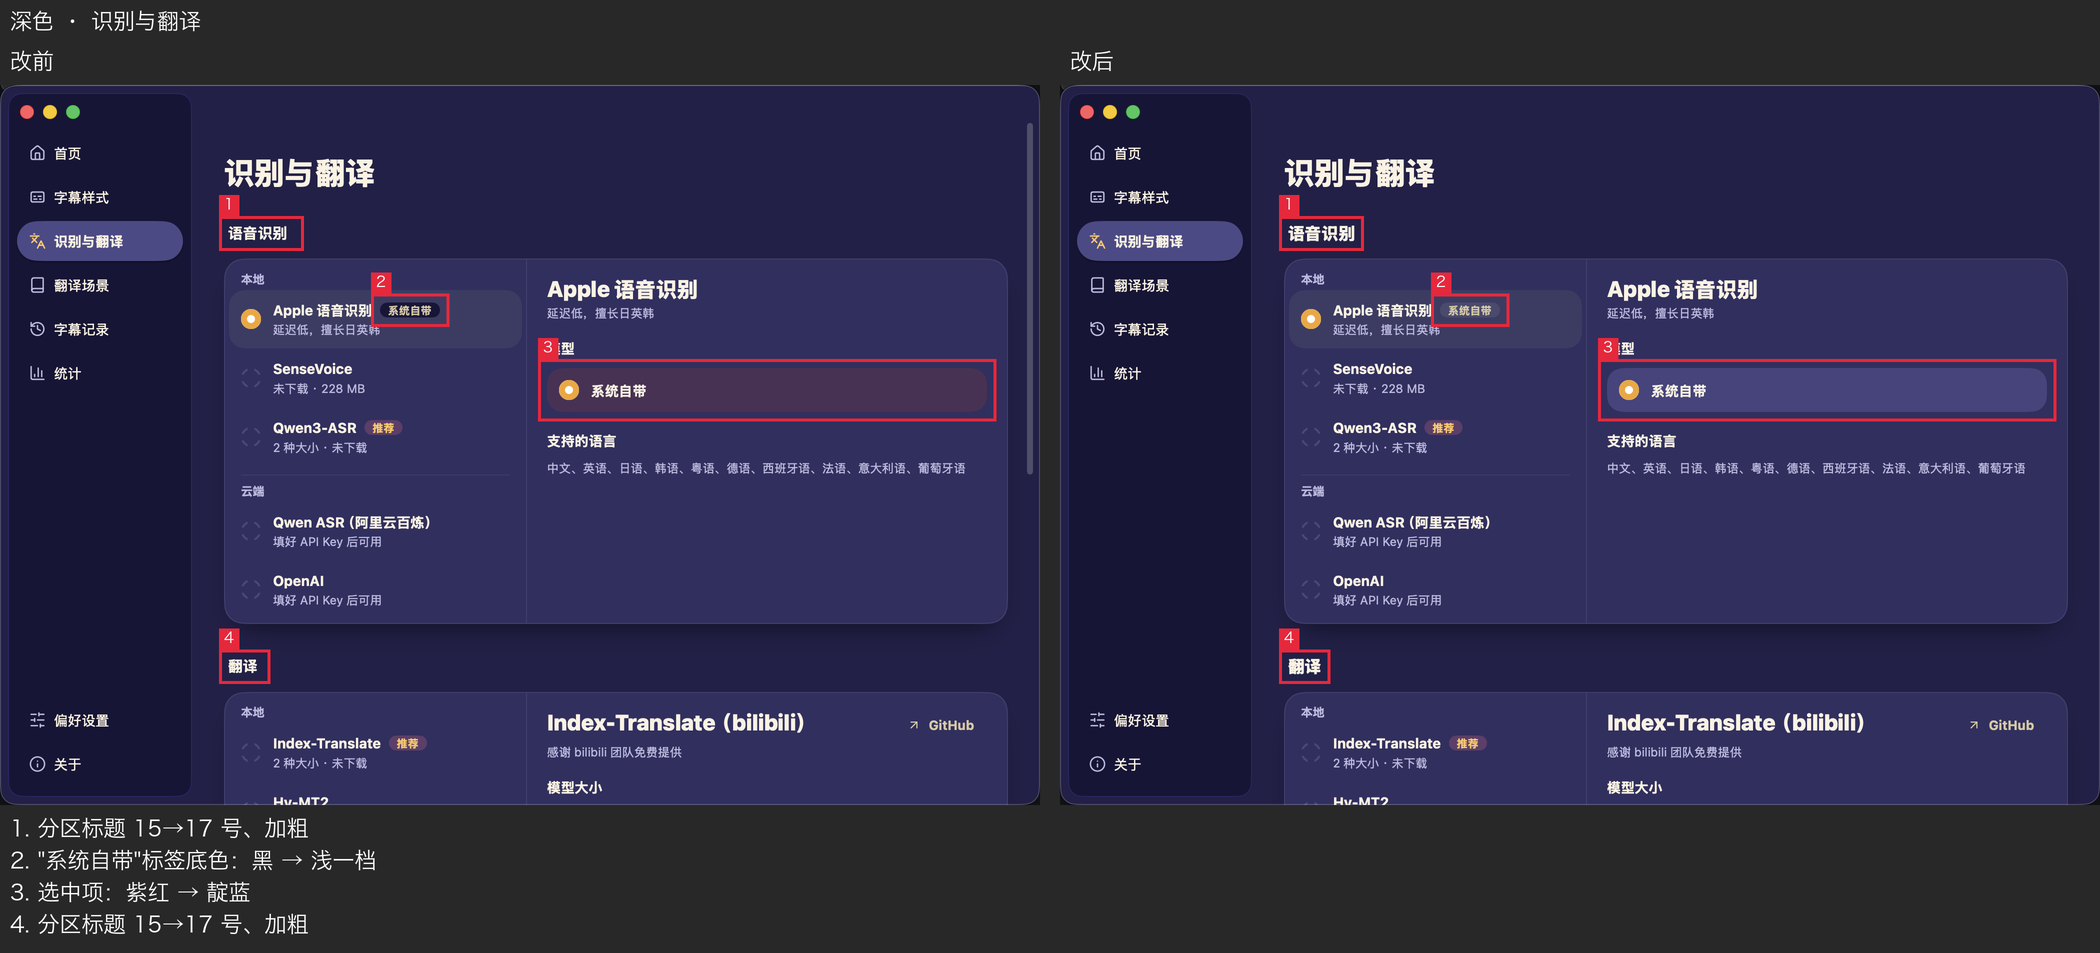 深色 · 识别与翻译
改前
首页
字幕样式
识别与翻译
翻译场景
字幕记录
统计
偏好设置
关于
识别与翻译
1
语音识别
本地
2
Apple 语音识别 系统自带
延迟低，擅长日英韩
SenseVoice
未下载 · 228 MB
Qwen3-ASR 推荐
2 种大小 · 未下载
云端
Qwen ASR（阿里云百炼）
填好 API Key 后可用
OpenAI
填好 API Key 后可用
Apple 语音识别
延迟低，擅长日英韩
3 型
系统自带
支持的语言
中文、英语、日语、韩语、粤语、德语、西班牙语、法语、意大利语、葡萄牙语
4
翻译
本地
Index-Translate 推荐
2 种大小 · 未下载
Hy-MT2
Index-Translate（bilibili）
GitHub
感谢 bilibili 团队免费提供
模型大小
改后
首页
字幕样式
识别与翻译
翻译场景
字幕记录
统计
偏好设置
关于
识别与翻译
1
语音识别
本地
2
Apple 语音识别 系统自带
延迟低，擅长日英韩
SenseVoice
未下载 · 228 MB
Qwen3-ASR 推荐
2 种大小 · 未下载
云端
Qwen ASR（阿里云百炼）
填好 API Key 后可用
OpenAI
填好 API Key 后可用
Apple 语音识别
延迟低，擅长日英韩
3 型
系统自带
支持的语言
中文、英语、日语、韩语、粤语、德语、西班牙语、法语、意大利语、葡萄牙语
4
翻译
本地
Index-Translate 推荐
2 种大小 · 未下载
Hy-MT2
Index-Translate（bilibili）
GitHub
感谢 bilibili 团队免费提供
模型大小
1. 分区标题 15→17 号、加粗
2. "系统自带"标签底色：黑 → 浅一档
3. 选中项：紫红 → 靛蓝
4. 分区标题 15→17 号、加粗